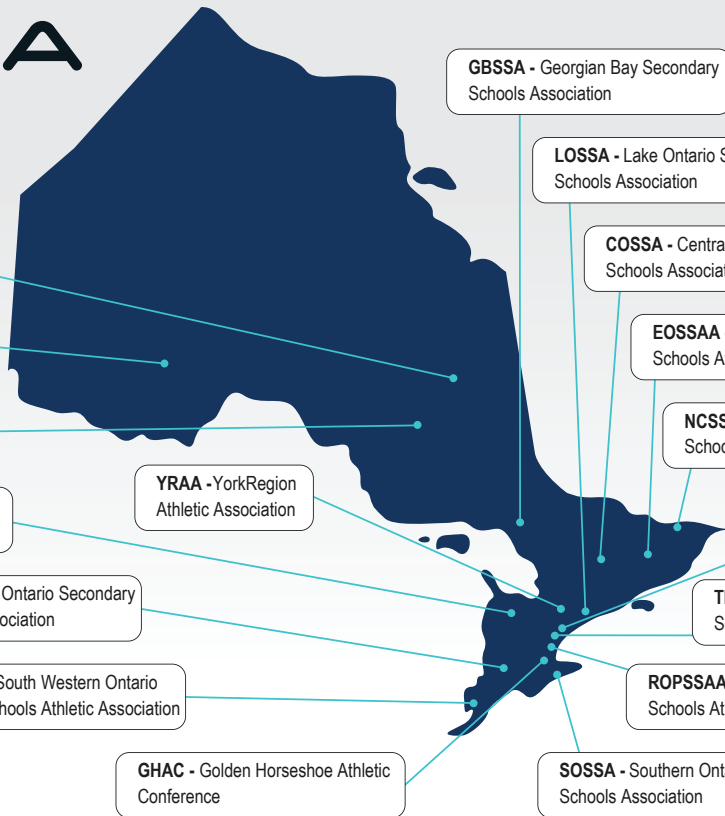 A
GBSSA - Georgian Bay Secondary
Schools Association
LOSSA - Lake Ontario S
Schools Association
COSSA - Centra
Schools Associat
EOSSAA
Schools A
NCSS
Schoo
YRAA -YorkRegion
Athletic Association
Ontario Secondary
ociation
S
ROPSSAA
Schools At
South Western Ontario
hools Athletic Association
GHAC - Golden Horseshoe Athletic
Conference
SOSSA - Southern Ont
Schools Association